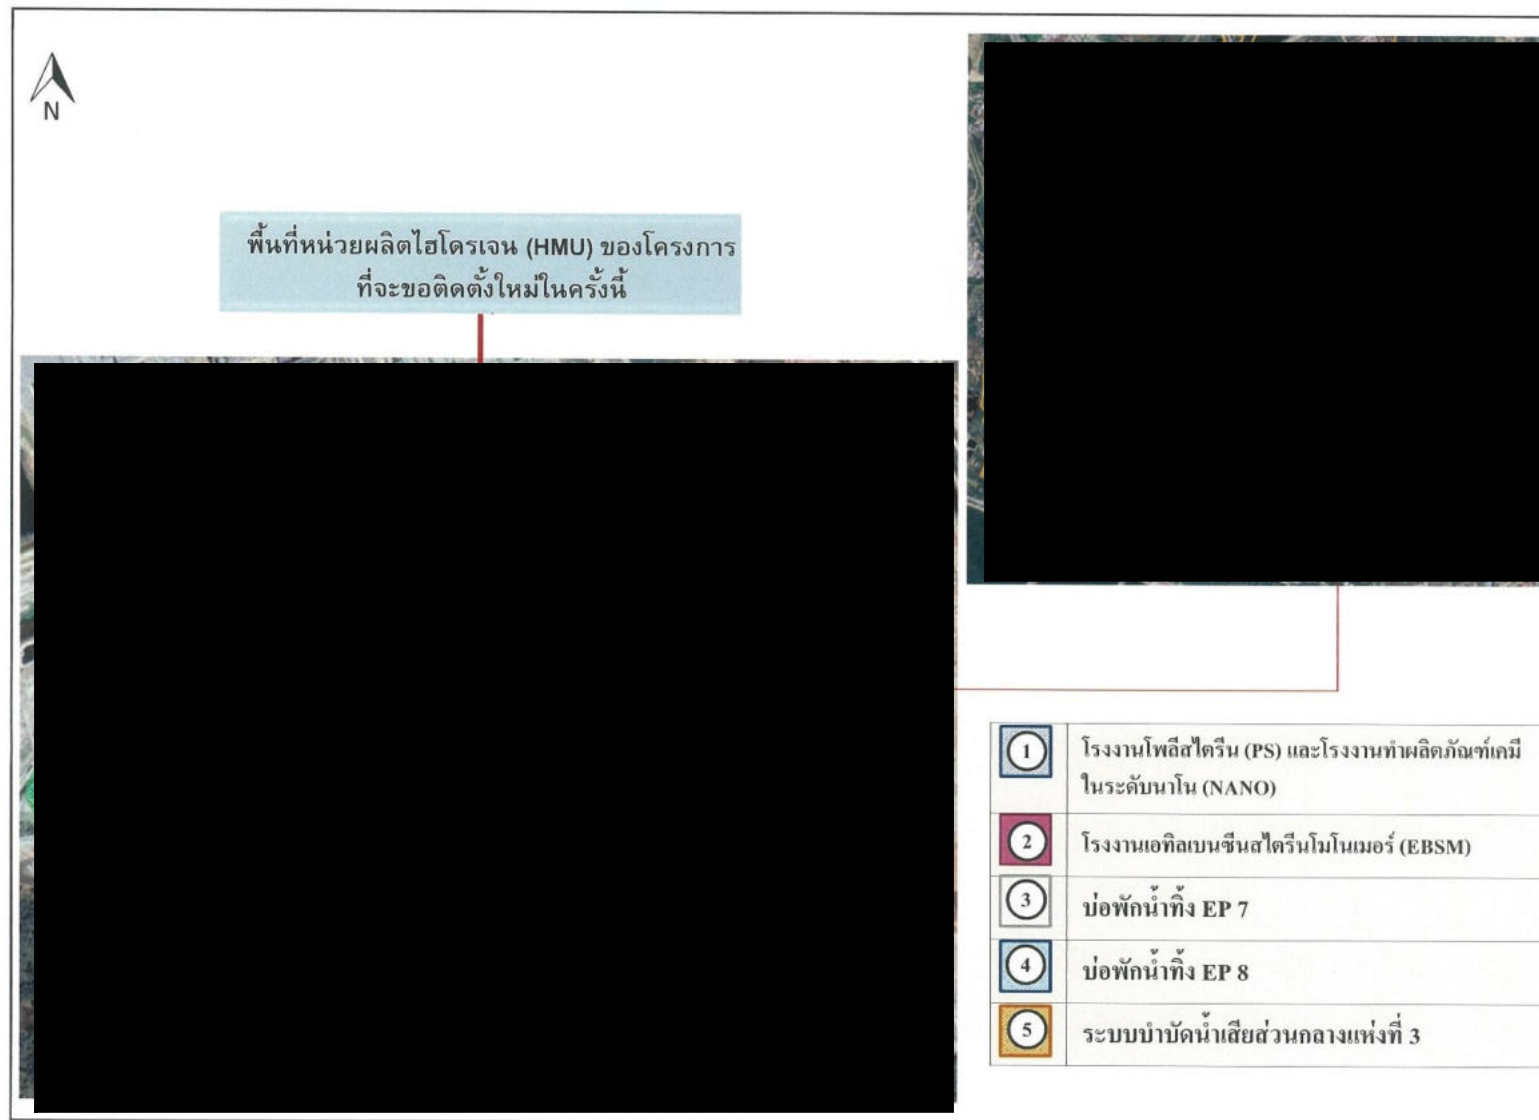 N
พื้นที่หน่วยผลิตไฮโดรเจน (HMU) ของโครงการ
ที่จะขอติดตั้งใหม่ในครั้งนี้
1 โรงงานโพลีสไตรีน (PS) และโรงงานทำผลิตภัณฑ์เคมี
ในระดับนาโน (NANO)
2 โรงงานเอทิลเบนซีนสไตรีนโมโนเมอร์ (EBSM)
3 บ่อพักน้ำทิ้ง EP 7
4 บ่อพักน้ำทิ้ง EP 8
5 ระบบบำบัดน้ำเสียส่วนกลางแห่งที่ 3